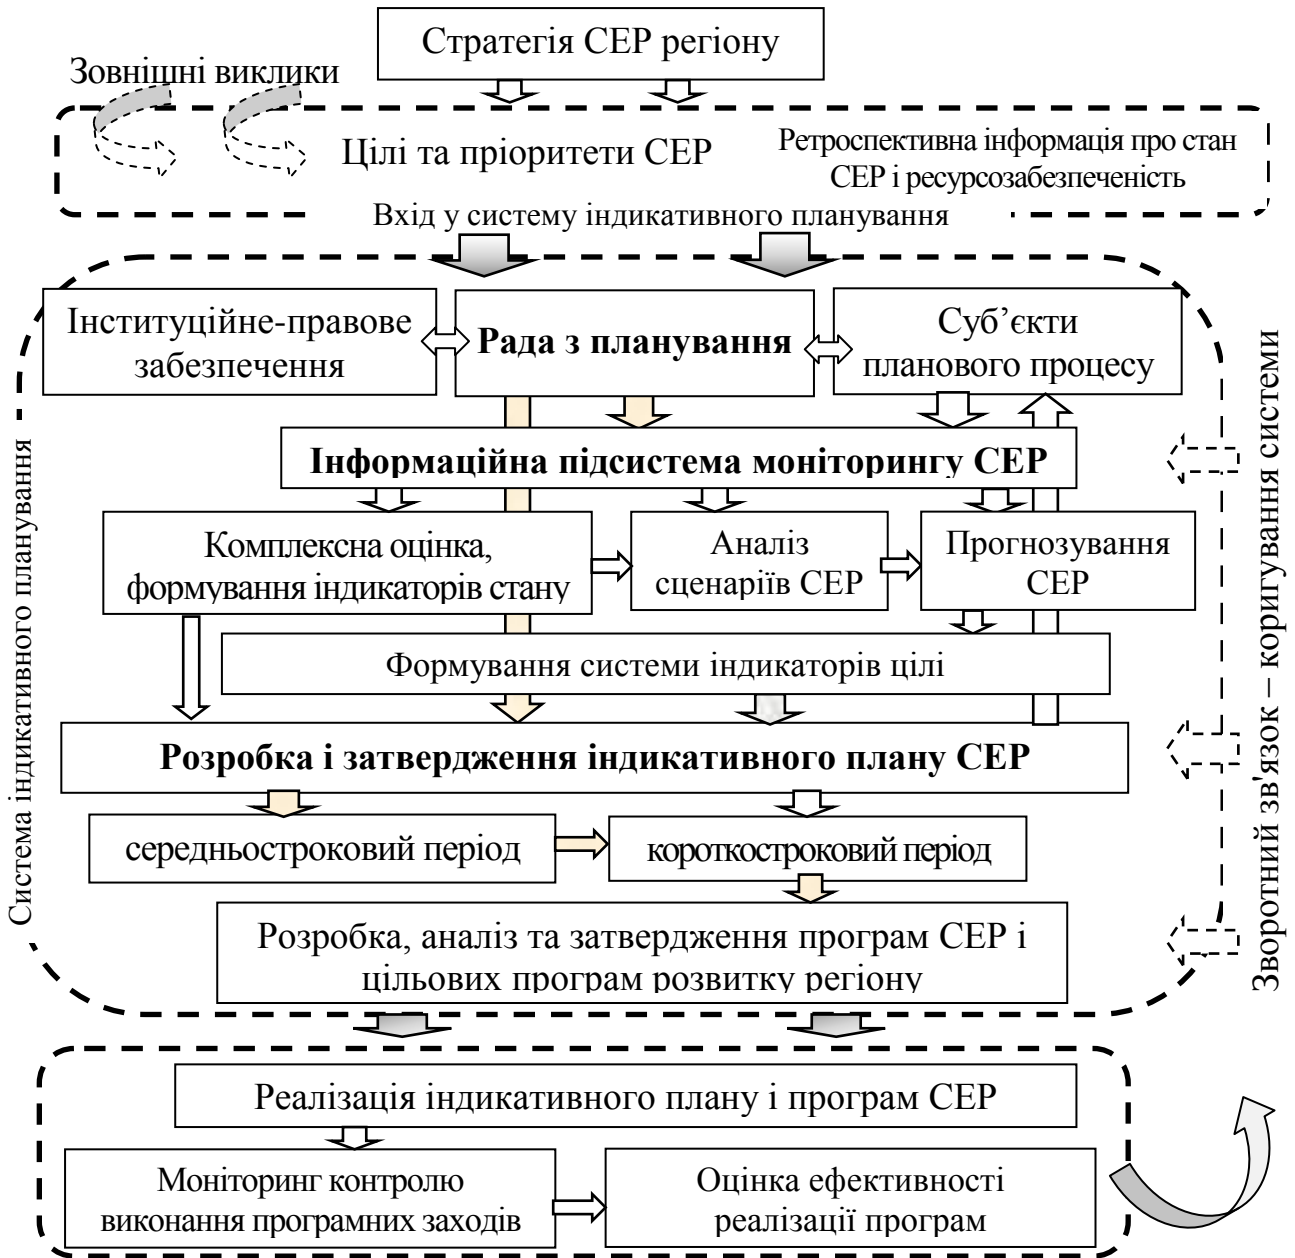 Стратегія СЕР регіону
Зовнішні виклики
Цілі та пріоритети СЕР
Ретроспективна інформація про стан
СЕР і ресурсозабезпеченість
Вхід у систему індикативного планування
Інституційне-правове
забезпечення
Рада з планування
Суб’єкти
планового процесу
Інформаційна підсистема моніторингу СЕР
Комплексна оцінка,
формування індикаторів стану
Аналіз
сценаріїв СЕР
Прогнозування
СЕР
Формування системи індикаторів цілі
Розробка і затвердження індикативного плану СЕР
середньостроковий період
короткостроковий період
Розробка, аналіз та затвердження програм СЕР і
цільових програм розвитку регіону
Система індикативного планування
Зворотний зв'язок – коригування системи
Реалізація індикативного плану і програм СЕР
Моніторинг контролю
виконання програмних заходів
Оцінка ефективності
реалізації програм